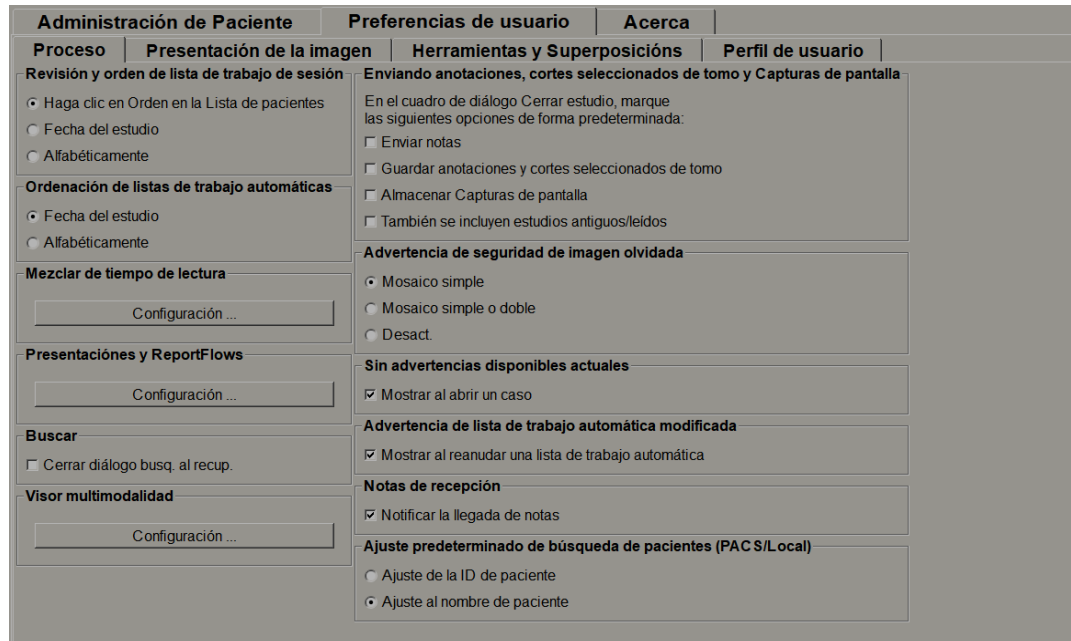 Administración de Paciente
Preferencias de usuario
Acerca
Proceso
Presentación de la imagen
Herramientas y Superposicións
Perfil de usuario
Revisión y orden de lista de trabajo de sesión
Haga clic en Orden en la Lista de pacientes
Fecha del estudio
Alfabéticamente
Ordenación de listas de trabajo automáticas
Fecha del estudio
Alfabéticamente
Mezclar de tiempo de lectura
Configuración ...
Presentaciónes y ReportFlows
Configuración ...
Buscar
Cerrar diálogo busq. al recup.
Visor multimodalidad
Configuración ...
Enviando anotaciones, cortes seleccionados de tomo y Capturas de pantalla
En el cuadro de diálogo Cerrar estudio, marque
las siguientes opciones de forma predeterminada:
Enviar notas
Guardar anotaciones y cortes seleccionados de tomo
Almacenar Capturas de pantalla
También se incluyen estudios antiguos/leídos
Advertencia de seguridad de imagen olvidada
Mosaico simple
Mosaico simple o doble
Desact.
Sin advertencias disponibles actuales
Mostrar al abrir un caso
Advertencia de lista de trabajo automática modificada
Mostrar al reanudar una lista de trabajo automática
Notas de recepción
Notificar la llegada de notas
Ajuste predeterminado de búsqueda de pacientes (PACS/Local)
Ajuste de la ID de paciente
Ajuste al nombre de paciente